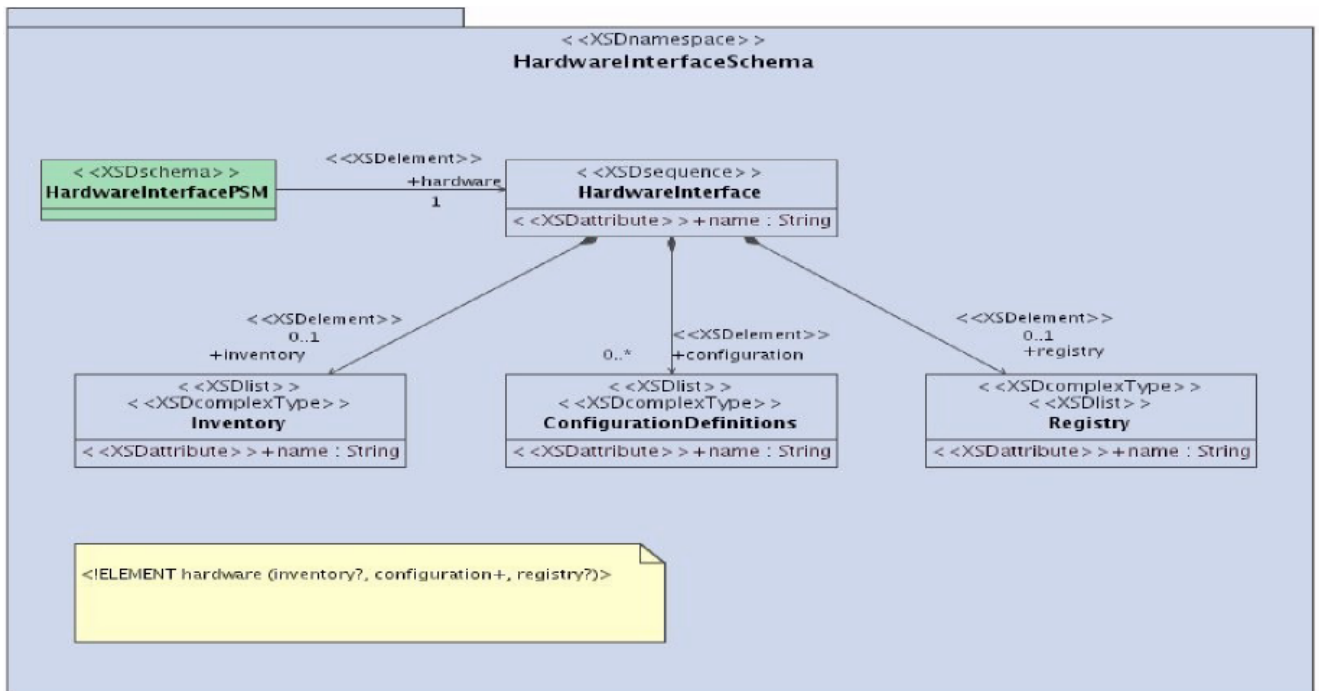 < <XSDnamespace> >
HardwareInterfaceSchema
< <XSDschema> >
HardwareInterfacePSM
< <XSDelement> >
+hardware
1
< <XSDsequence> >
HardwareInterface
< <XSDattribute> > +name : String
< <XSDelement> >
0..1
+inventory
< <XSDelement> >
0..*
+configuration
< <XSDelement> >
0..1
+registry
< <XSDlist> >
< <XSDcomplexType> >
Inventory
< <XSDattribute> > +name : String
< <XSDlist> >
< <XSDcomplexType> >
ConfigurationDefinitions
< <XSDattribute> > +name : String
< <XSDcomplexType> >
< <XSDlist> >
Registry
< <XSDattribute> > +name : String
<!ELEMENT hardware (inventory?, configuration+, registry?)>